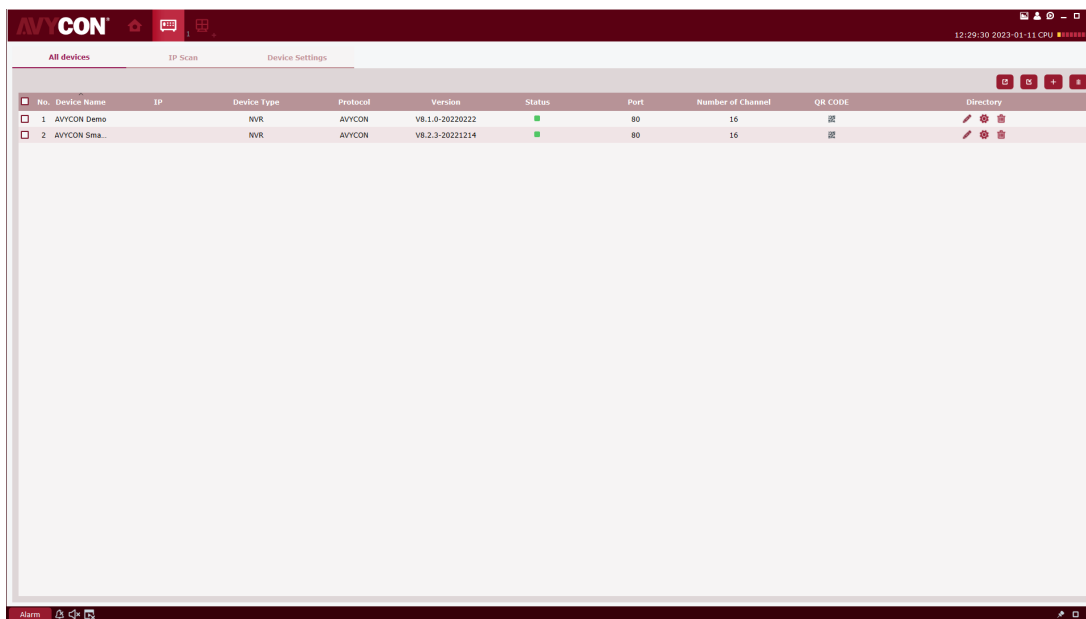 AVYCON
1
12:29:30 2023-01-11 CPU
All devices IP Scan Device Settings
No. Device Name IP Device Type Protocol Version Status Port Number of Channel QR CODE Directory
1 AVYCON Demo NVR AVYCON V8.1.0-20220222 80 16
2 AVYCON Sma... NVR AVYCON V8.2.3-20221214 80 16
Alarm